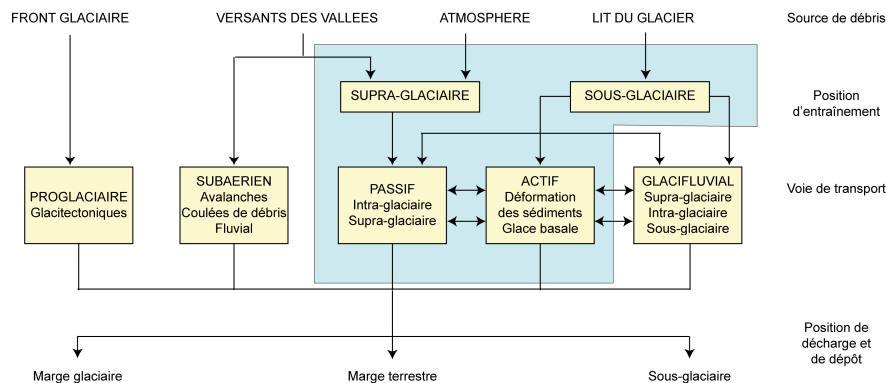 FRONT GLACIAIRE
VERSANTS DES VALLEES
ATMOSPHERE
LIT DU GLACIER
Source de débris
SUPRA-GLACIAIRE
SOUS-GLACIAIRE
Position
d'entraînement
PROGLACIAIRE
Glacitectoniques
SUBAERIEN
Avalanches
Coulées de débris
Fluvial
PASSIF
Intra-glaciaire
Supra-glaciaire
ACTIF
Déformation
des sédiments
Glace basale
GLACIFLUVIAL
Supra-glaciaire
Intra-glaciaire
Sous-glaciaire
Voie de transport
Position de
décharge et
de dépôt
Marge glaciaire
Marge terrestre
Sous-glaciaire